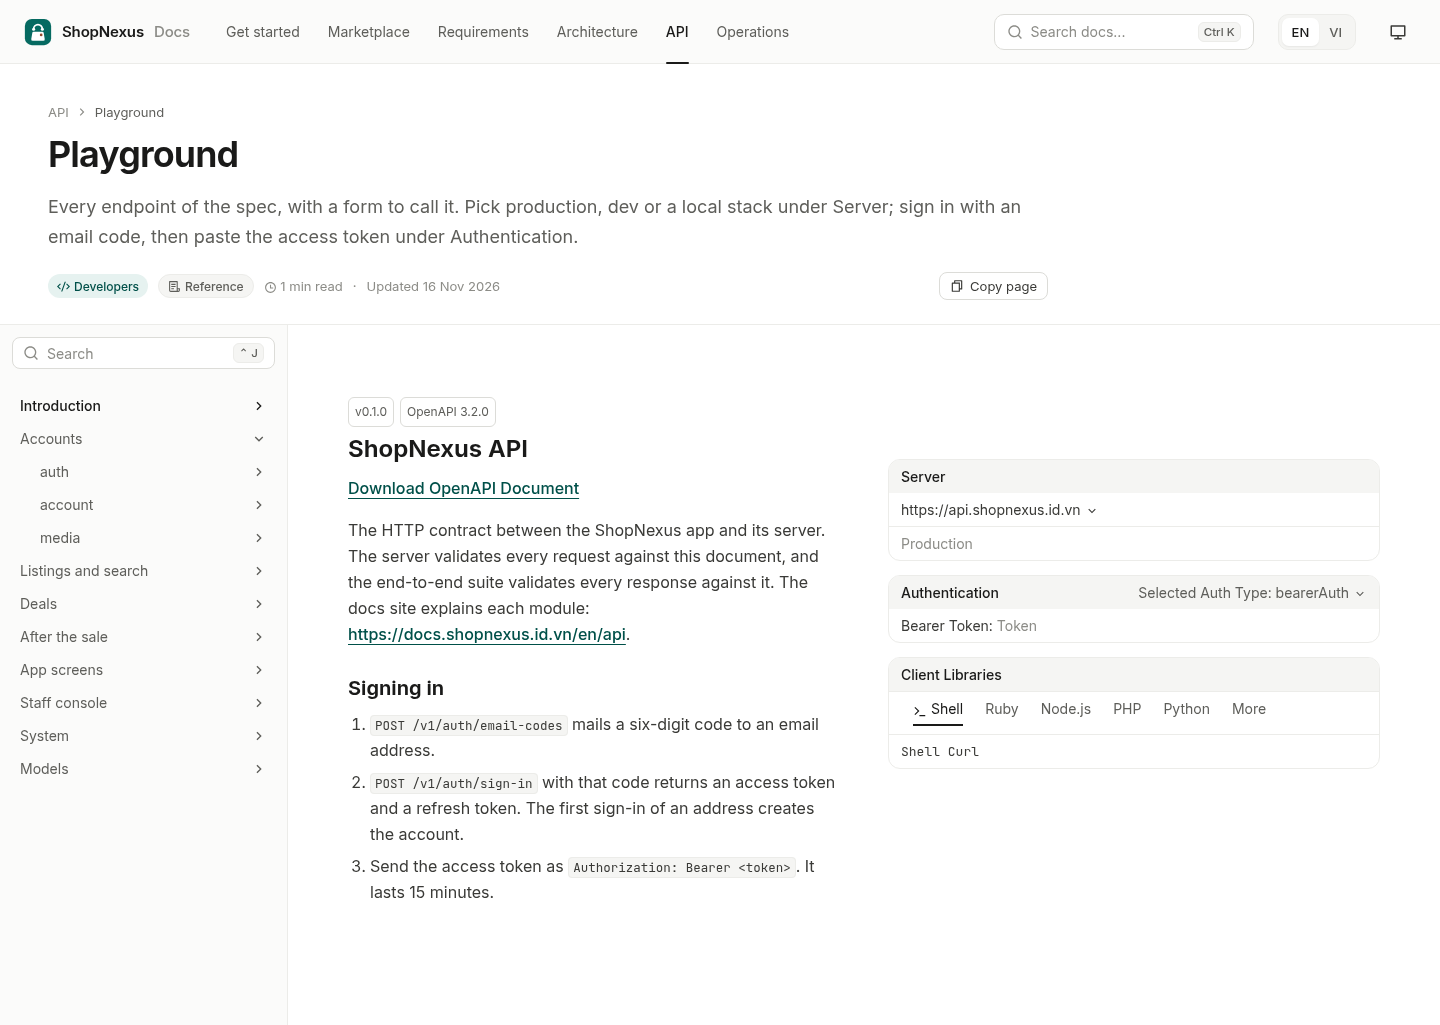 ShopNexus Docs
Get started
Marketplace
Requirements
Architecture
API
Operations
Search docs...
Ctrl K
EN
VI
API
Playground
Playground
Every endpoint of the spec, with a form to call it. Pick production, dev or a local stack under Server; sign in with an
email code, then paste the access token under Authentication.
Developers
Reference
1 min read · Updated 16 Nov 2026
Copy page
Search
⌃ J
Introduction
Accounts
auth
account
media
Listings and search
Deals
After the sale
App screens
Staff console
System
Models
v0.1.0
OpenAPI 3.2.0
ShopNexus API
Download OpenAPI Document
The HTTP contract between the ShopNexus app and its server.
The server validates every request against this document, and
the end-to-end suite validates every response against it. The
docs site explains each module:
https://docs.shopnexus.id.vn/en/api.
Signing in
1. POST /v1/auth/email-codes mails a six-digit code to an email
address.
2. POST /v1/auth/sign-in with that code returns an access token
and a refresh token. The first sign-in of an address creates
the account.
3. Send the access token as Authorization: Bearer <token>. It
lasts 15 minutes.
Server
https://api.shopnexus.id.vn
Production
Authentication
Selected Auth Type: bearerAuth
Bearer Token: Token
Client Libraries
Shell
Ruby
Node.js
PHP
Python
More
Shell Curl